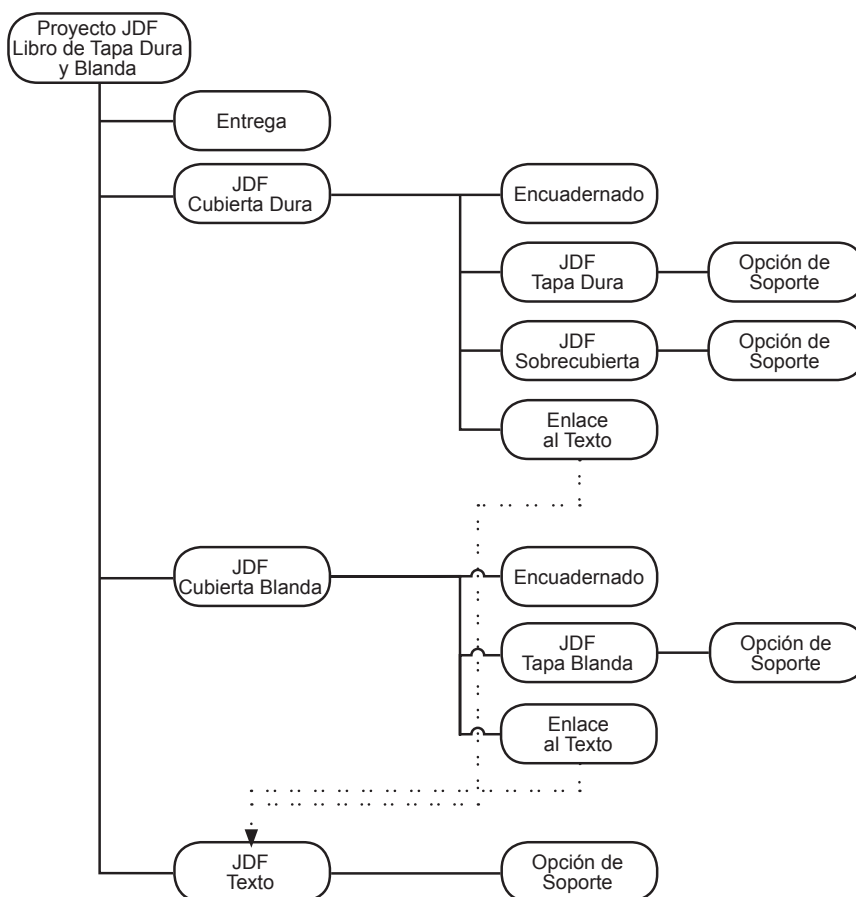 Proyecto JDF
Libro de Tapa Dura
y Blanda
Entrega
JDF
Cubierta Dura
Encuadernado
JDF
Tapa Dura
Opción de
Soporte
JDF
Sobrecubierta
Opción de
Soporte
Enlace
al Texto
JDF
Cubierta Blanda
Encuadernado
JDF
Tapa Blanda
Opción de
Soporte
Enlace
al Texto
JDF
Texto
Opción de
Soporte